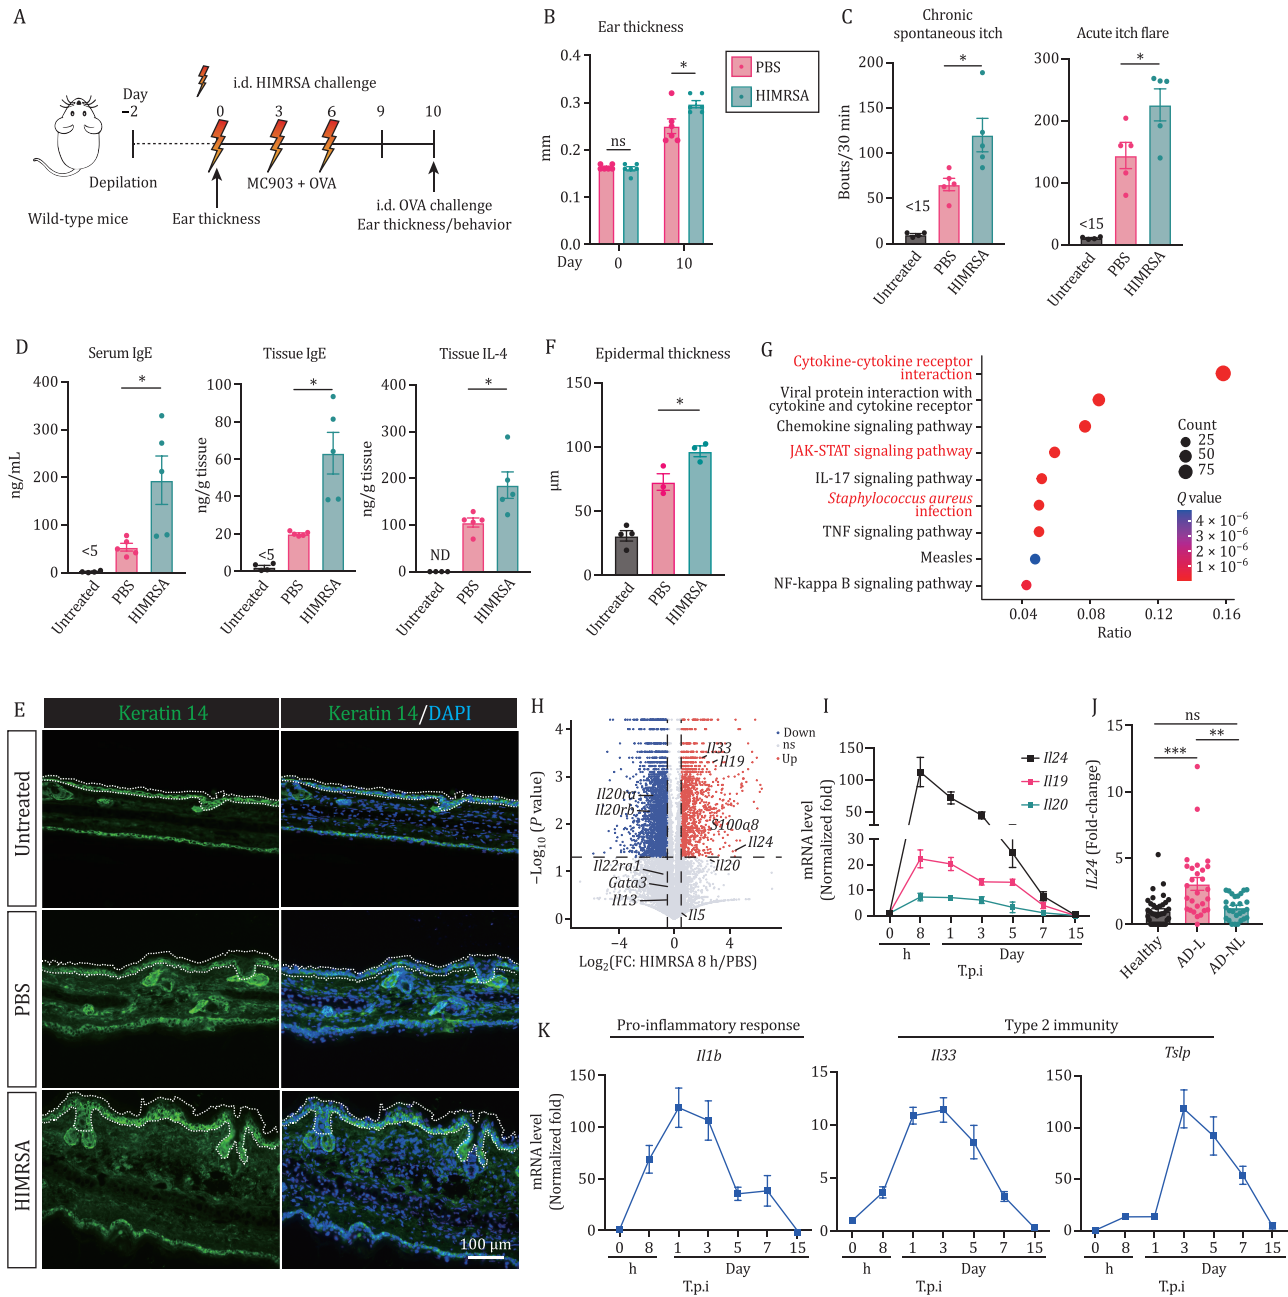 A
Day
−2
0
3
6
9
10
i.d. HIMRSA challenge
Depilation
MC903 + OVA
Wild-type mice
Ear thickness
i.d. OVA challenge
Ear thickness/behavior
B
Ear thickness
PBS
HIMRSA
mm
0.4
0.3
0.2
0.1
0.0
ns
*
Day
0
10
C
Chronic
spontaneous itch
Acute itch flare
Bouts/30 min
200
150
100
50
0
<15
*
Untreated
PBS
HIMRSA
300
200
100
0
<15
*
Untreated
PBS
HIMRSA
D
Serum IgE
ng/mL
400
300
200
100
0
<5
*
Untreated
PBS
HIMRSA
Tissue IgE
ng/g tissue
100
80
60
40
20
0
<5
*
Untreated
PBS
HIMRSA
Tissue IL-4
ng/g tissue
400
300
200
100
0
ND
*
Untreated
PBS
HIMRSA
F
Epidermal thickness
µm
150
100
50
0
*
Untreated
PBS
HIMRSA
G
Cytokine-cytokine receptor
interaction
Viral protein interaction with
cytokine and cytokine receptor
Chemokine signaling pathway
JAK-STAT signaling pathway
IL-17 signaling pathway
Staphylococcus aureus
infection
TNF signaling pathway
Measles
NF-kappa B signaling pathway
0.04
0.08
0.12
0.16
Ratio
Count
25
50
75
Q value
4 × 10⁻⁶
3 × 10⁻⁶
2 × 10⁻⁶
1 × 10⁻⁶
E
Keratin 14
Keratin 14/DAPI
Untreated
PBS
HIMRSA
100 µm
H
−Log₁₀ (P value)
4
3
2
1
0
−4
0
4
Log₂(FC: HIMRSA 8 h/PBS)
Down
ns
Up
Il33
Il19
Il20ra
Il20rb
S100a8
Il24
Il22ra1
Il20
Gata3
Il13
Il5
I
mRNA level
(Normalized fold)
150
100
50
20
10
0
Il24
Il19
Il20
0
8
1
3
5
7
15
h
Day
T.p.i
J
IL24 (Fold-change)
15
10
5
0
ns
**
***
Healthy
AD-L
AD-NL
K
Pro-inflammatory response
Type 2 immunity
Il1b
Il33
Tslp
mRNA level
(Normalized fold)
150
100
50
0
0
8
1
3
5
7
15
h
Day
T.p.i
15
10
5
0
0
8
1
3
5
7
15
h
Day
T.p.i
150
100
50
0
0
8
1
3
5
7
15
h
Day
T.p.i